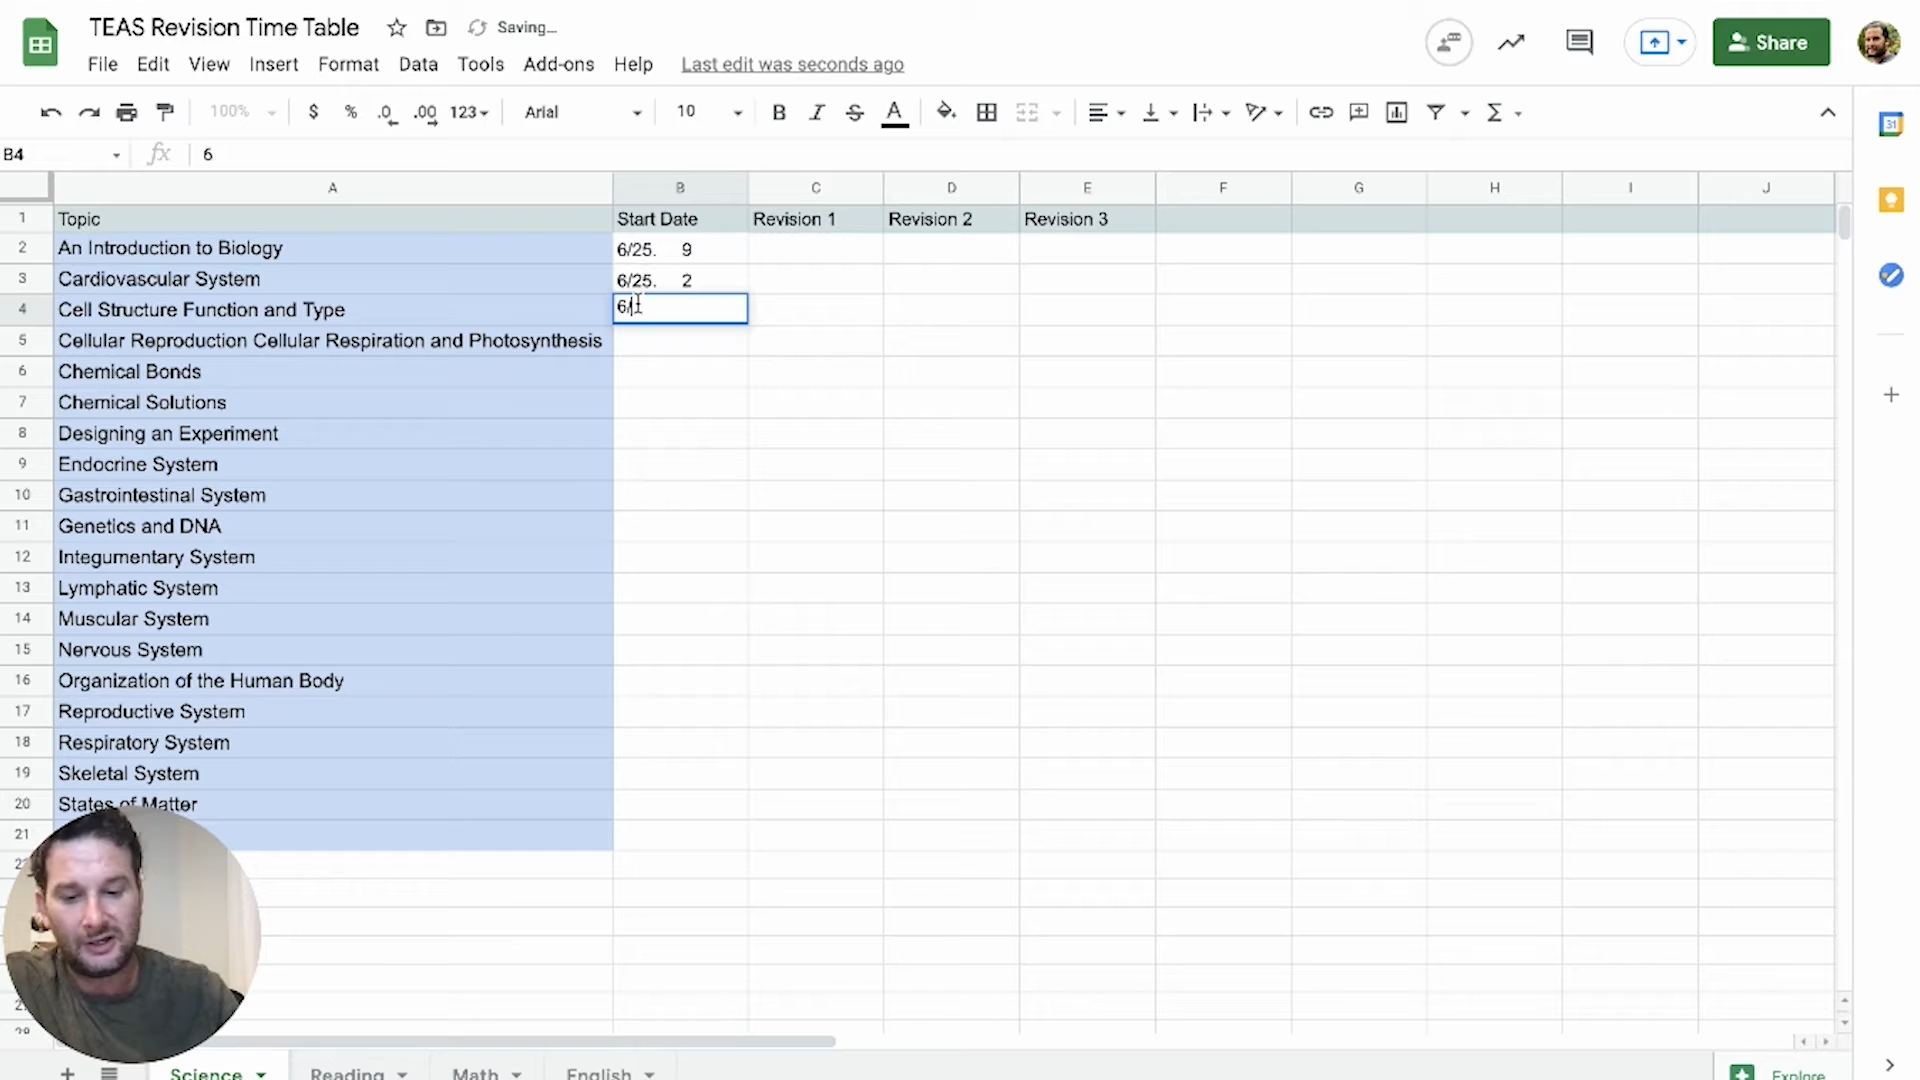 TEAS Revision Time Table Saving...
File Edit View Insert Format Data Tools Add-ons Help Last edit was seconds ago
Share
100% $ % .0 .00 123 Arial 10 B I S A
B4 fx 6
A B C D E F G H I J
1 Topic Start Date Revision 1 Revision 2 Revision 3
2 An Introduction to Biology 6/25. 9
3 Cardiovascular System 6/25. 2
4 Cell Structure Function and Type 6/
5 Cellular Reproduction Cellular Respiration and Photosynthesis
6 Chemical Bonds
7 Chemical Solutions
8 Designing an Experiment
9 Endocrine System
10 Gastrointestinal System
11 Genetics and DNA
12 Integumentary System
13 Lymphatic System
14 Muscular System
15 Nervous System
16 Organization of the Human Body
17 Reproductive System
18 Respiratory System
19 Skeletal System
20 States of Matter
21
Science Reading Math English Explore
31